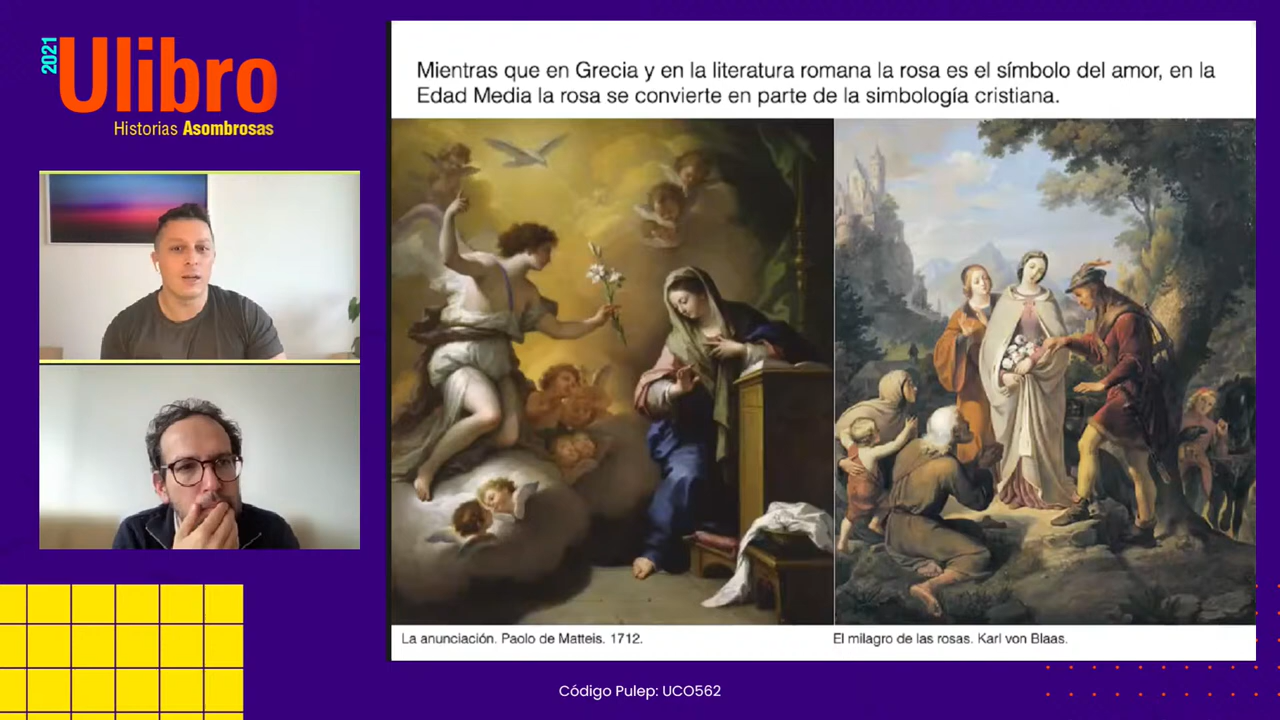 2021
Ulibro
Historias Asombrosas
Mientras que en Grecia y en la literatura romana la rosa es el símbolo del amor, en la
Edad Media la rosa se convierte en parte de la simbología cristiana.
La anunciación. Paolo de Matteis. 1712.
El milagro de las rosas. Karl von Blaas.
Código Pulep: UCO562